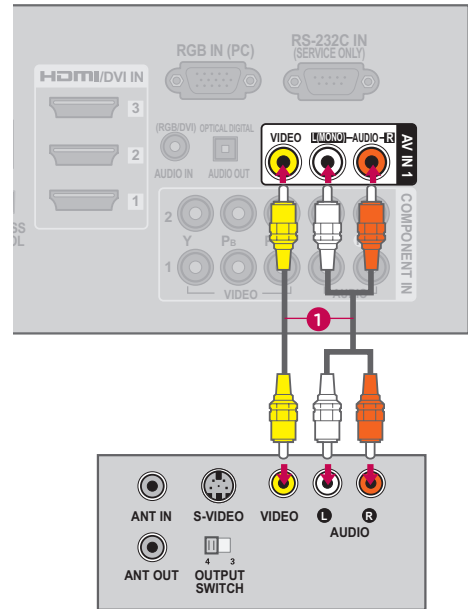 RGB IN (PC)
RS-232C IN
(SERVICE ONLY)
HDMI/DVI IN
3
2
1
(RGB/DVI)
OPTICAL DIGITAL
AUDIO IN
AUDIO OUT
VIDEO
L(MONO)
AUDIO
R
AV IN 1
COMPONENT IN
2
1
Y
PB
VIDEO
1
ANT IN
S-VIDEO
VIDEO
L
R
AUDIO
ANT OUT
4
3
OUTPUT
SWITCH